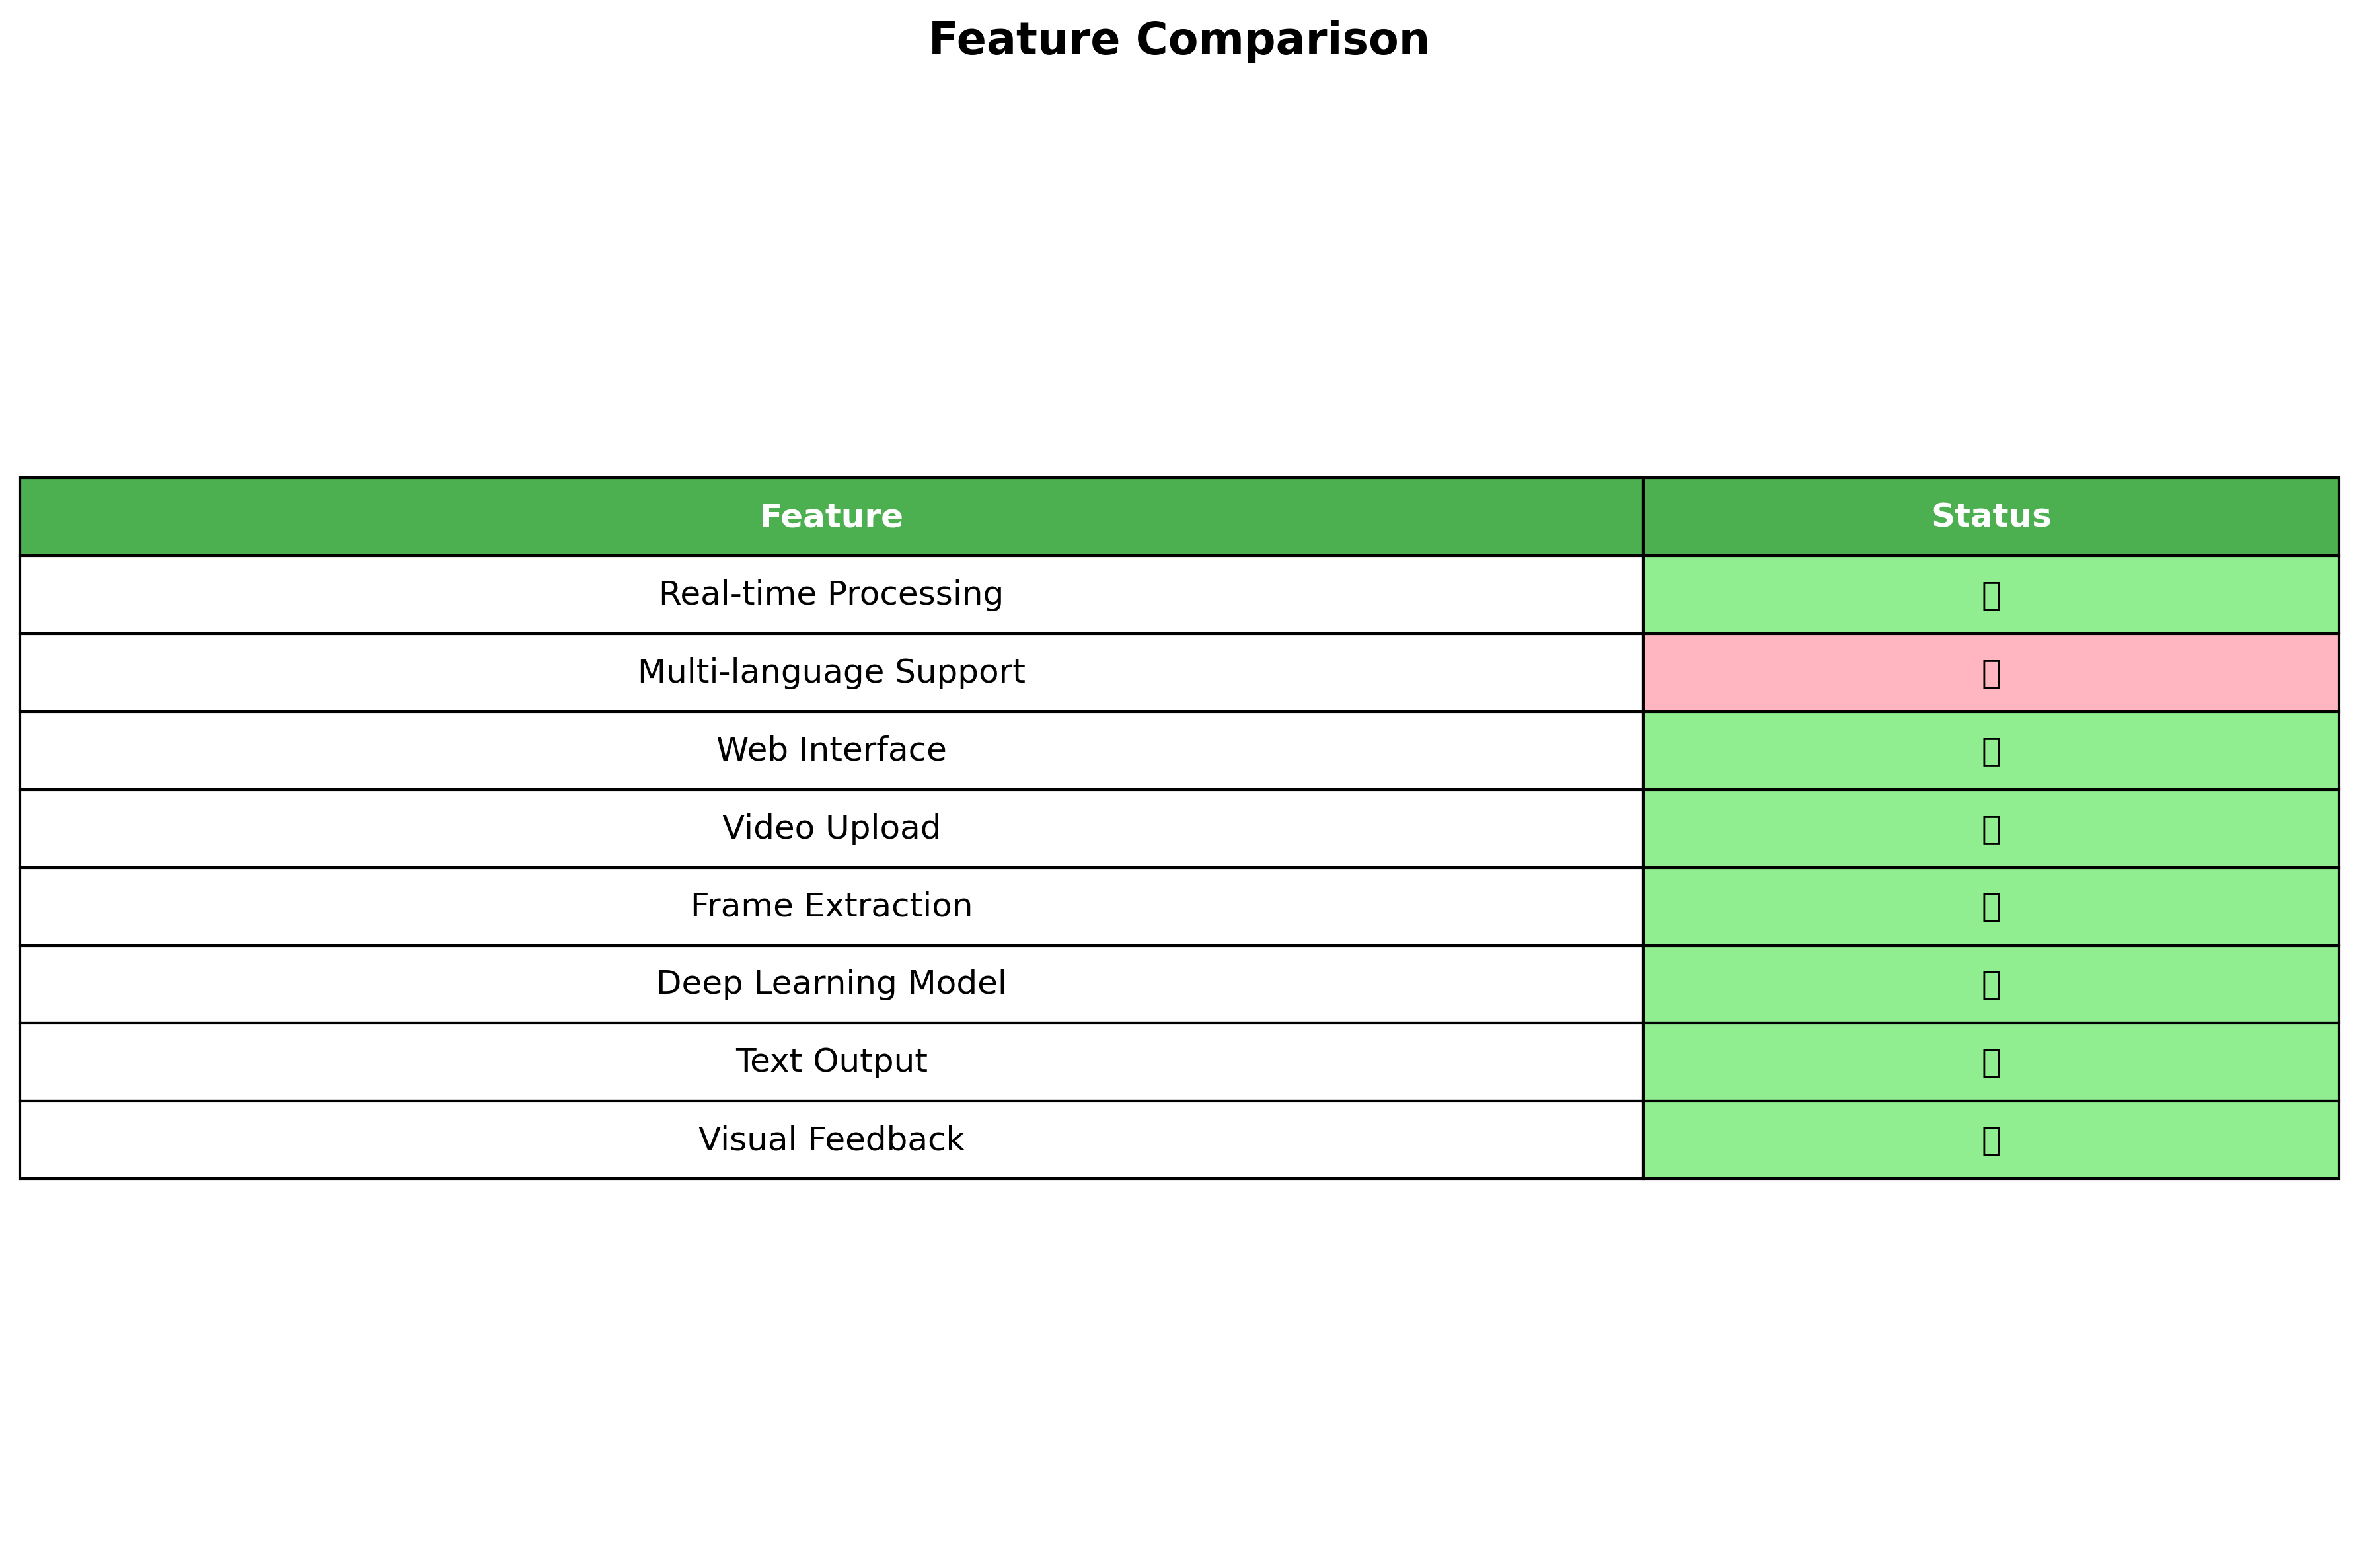 Feature Comparison
Feature Status
Real-time Processing
Multi-language Support
Web Interface
Video Upload
Frame Extraction
Deep Learning Model
Text Output
Visual Feedback